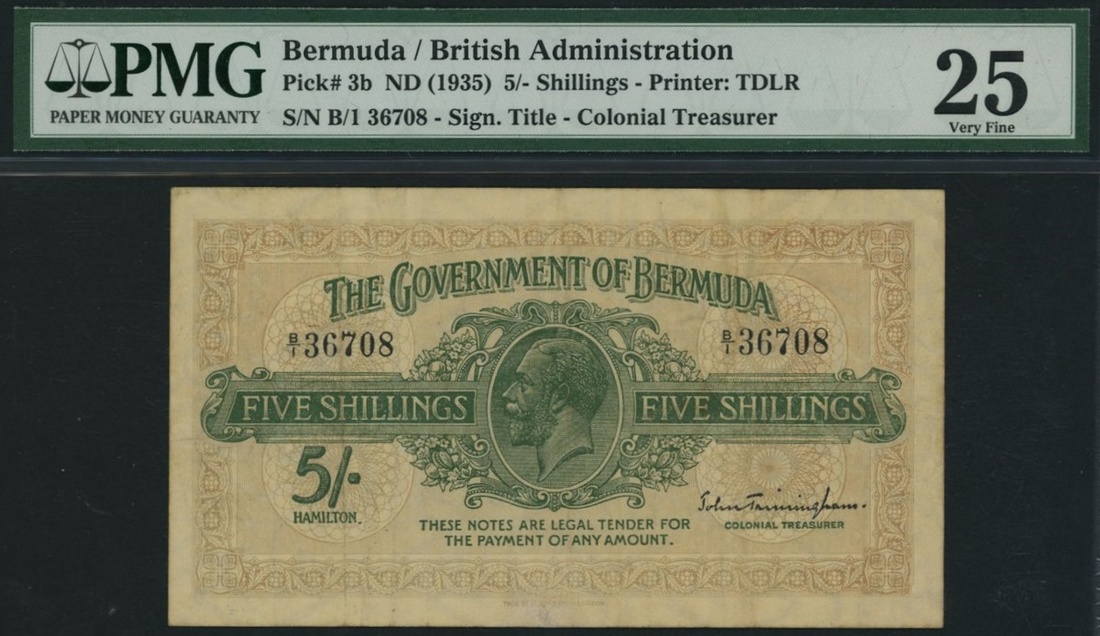 PMG
PAPER MONEY GUARANTY
Bermuda / British Administration
Pick# 3b ND (1935) 5/- Shillings - Printer: TDLR
S/N B/1 36708 - Sign. Title - Colonial Treasurer
25
Very Fine
THE GOVERNMENT OF BERMUDA
B/1 36708
B/1 36708
FIVE SHILLINGS
FIVE SHILLINGS
5/-
HAMILTON.
John Trimingham.
COLONIAL TREASURER
THESE NOTES ARE LEGAL TENDER FOR
THE PAYMENT OF ANY AMOUNT.